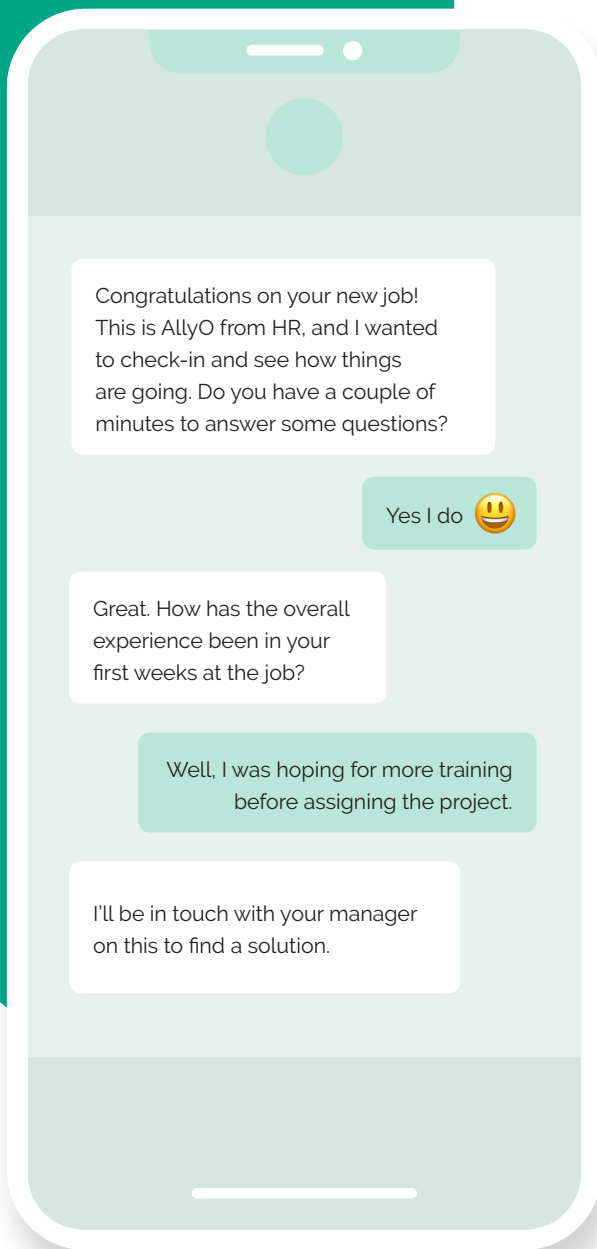 Congratulations on your new job!
This is AllyO from HR, and I wanted
to check-in and see how things
are going. Do you have a couple of
minutes to answer some questions?
Yes I do 😃
Great. How has the overall
experience been in your
first weeks at the job?
Well, I was hoping for more training
before assigning the project.
I'll be in touch with your manager
on this to find a solution.